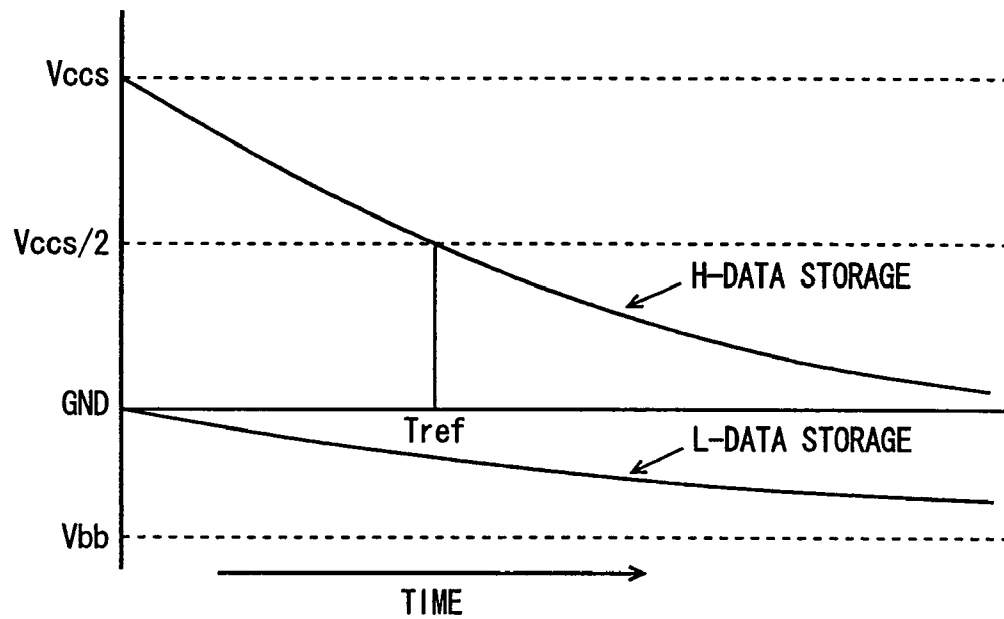 Vccs
Vccs/2
H-DATA STORAGE
GND
Tref
L-DATA STORAGE
Vbb
TIME